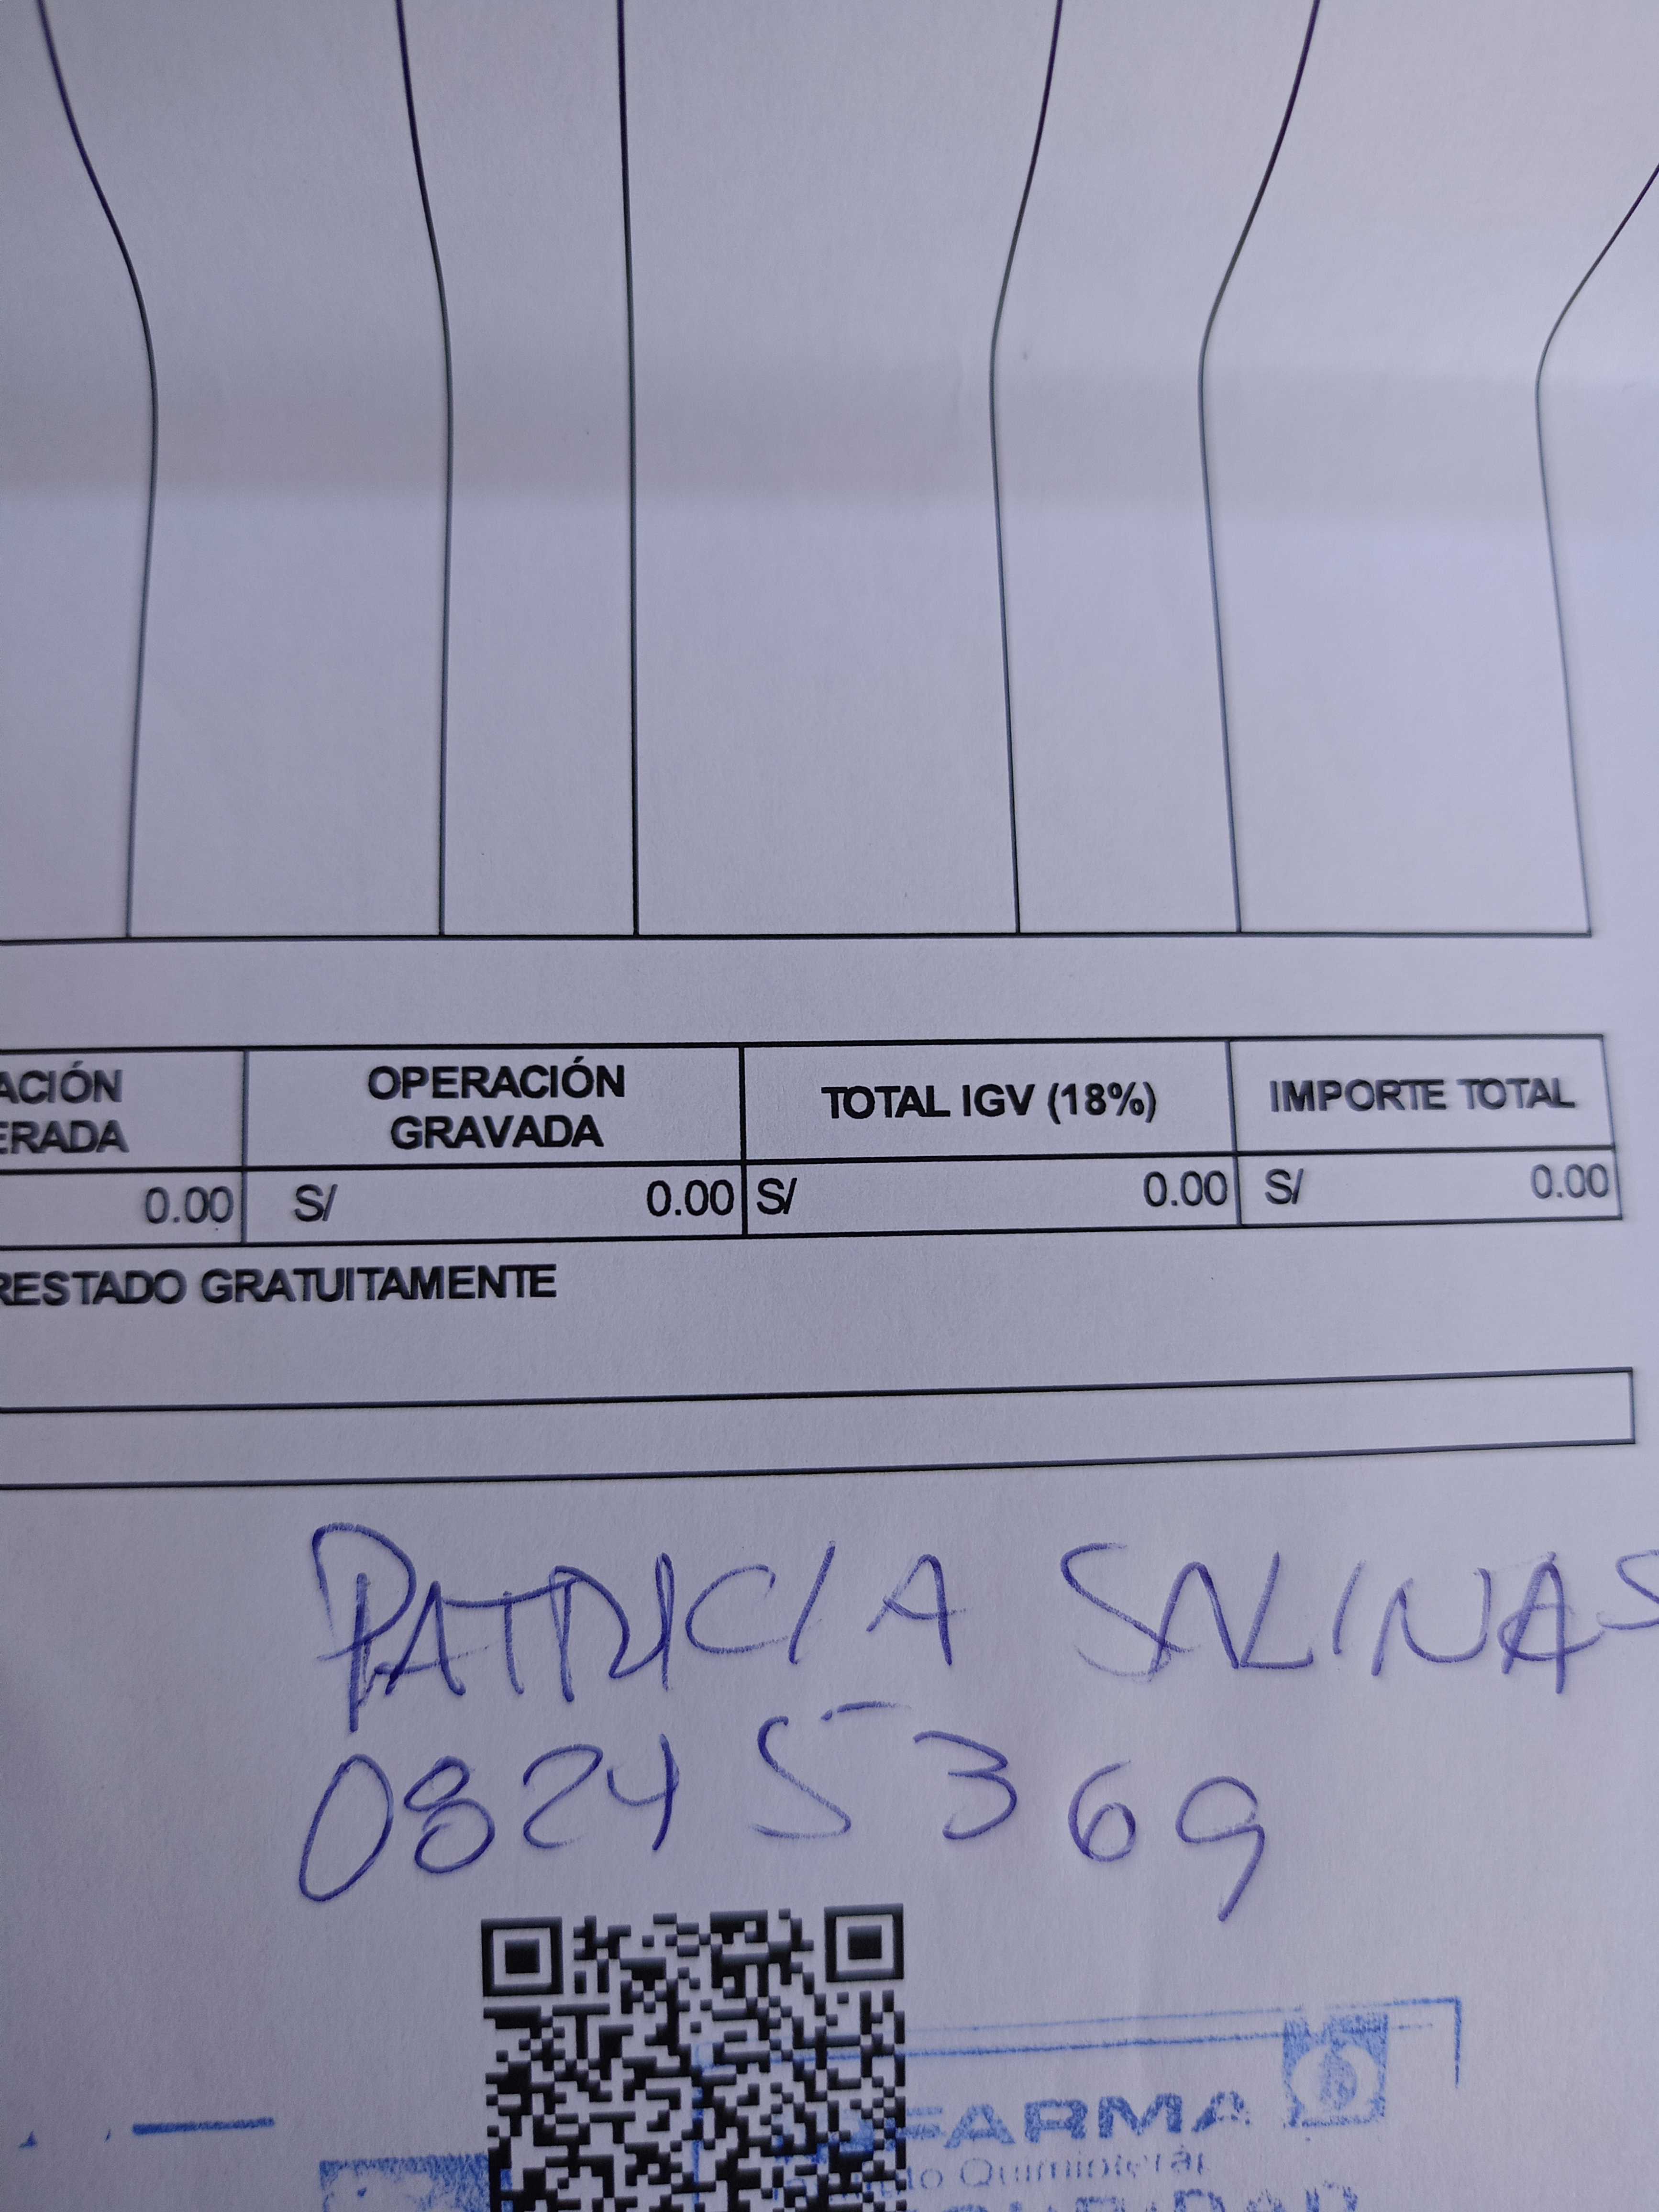 ACIÓN OPERACIÓN TOTAL IGV (18%) IMPORTE TOTAL
ERADA GRAVADA
0.00 S/ 0.00 S/ 0.00 S/ 0.00
RESTADO GRATUITAMENTE
PATRICIA SALINAS
08245369
FARMA